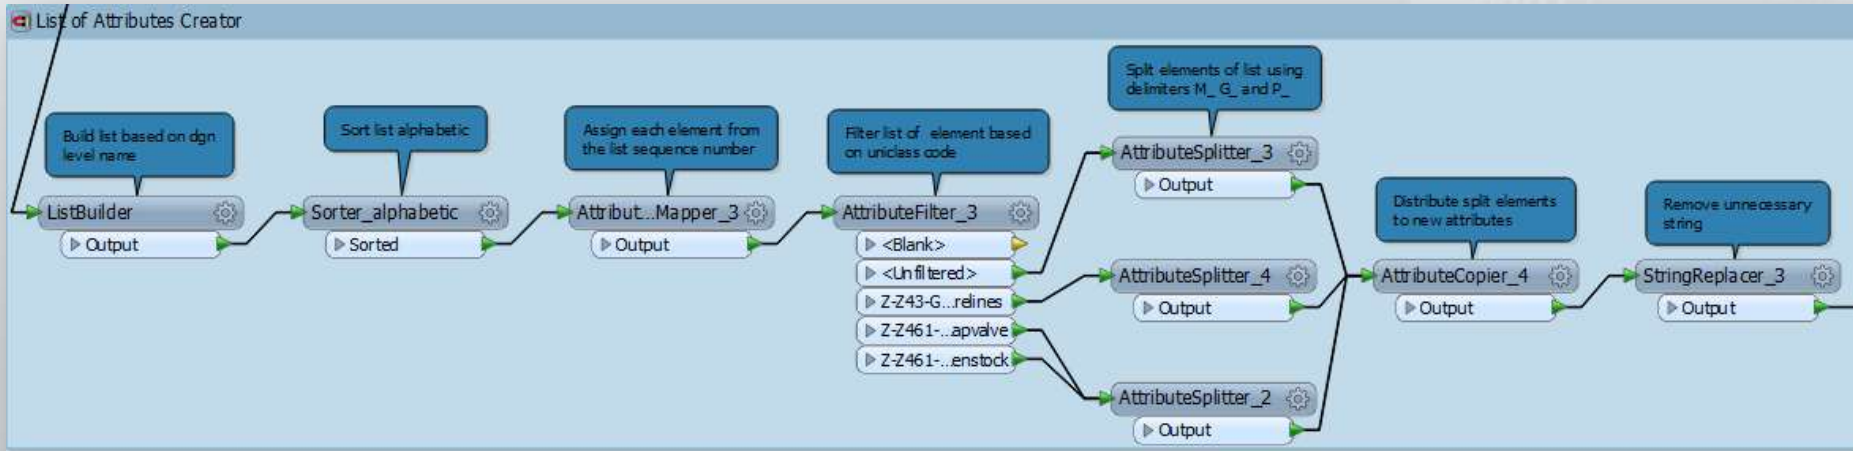 List of Attributes Creator
Split elements of list using
delimiters M_ G_ and P_
Build list based on dgn
level name
Sort list alphabetic
Assign each element from
the list sequence number
Filter list of element based
on uniclass code
AttributeSplitter_3
Output
Distribute split elements
to new attributes
Remove unnecessary
string
ListBuilder
Output
Sorter_alphabetic
Sorted
Attribut...Mapper_3
Output
AttributeFilter_3
<Blank>
<Unfiltered>
Z-Z43-G...relines
Z-Z461-...apvalve
Z-Z461-...enstock
AttributeSplitter_4
Output
AttributeSplitter_2
Output
AttributeCopier_4
Output
StringReplacer_3
Output